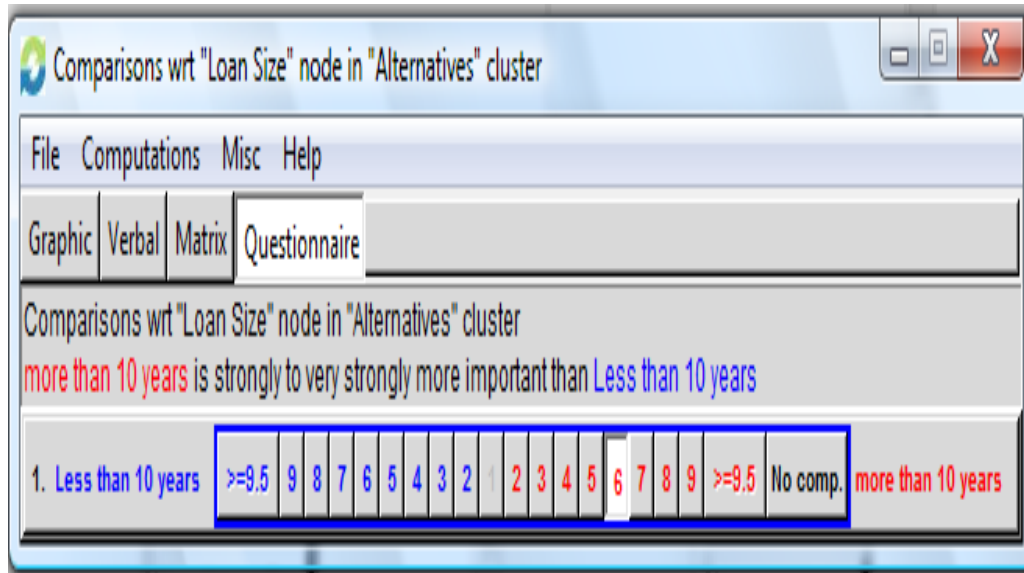 Comparisons wrt "Loan Size" node in "Alternatives" cluster
X
File Computations Misc Help
Graphic Verbal Matrix Questionnaire
Comparisons wrt "Loan Size" node in "Alternatives" cluster
more than 10 years is strongly to very strongly more important than Less than 10 years
1. Less than 10 years >=9.5 9 8 7 6 5 4 3 2 1 2 3 4 5 6 7 8 9 >=9.5 No comp. more than 10 years